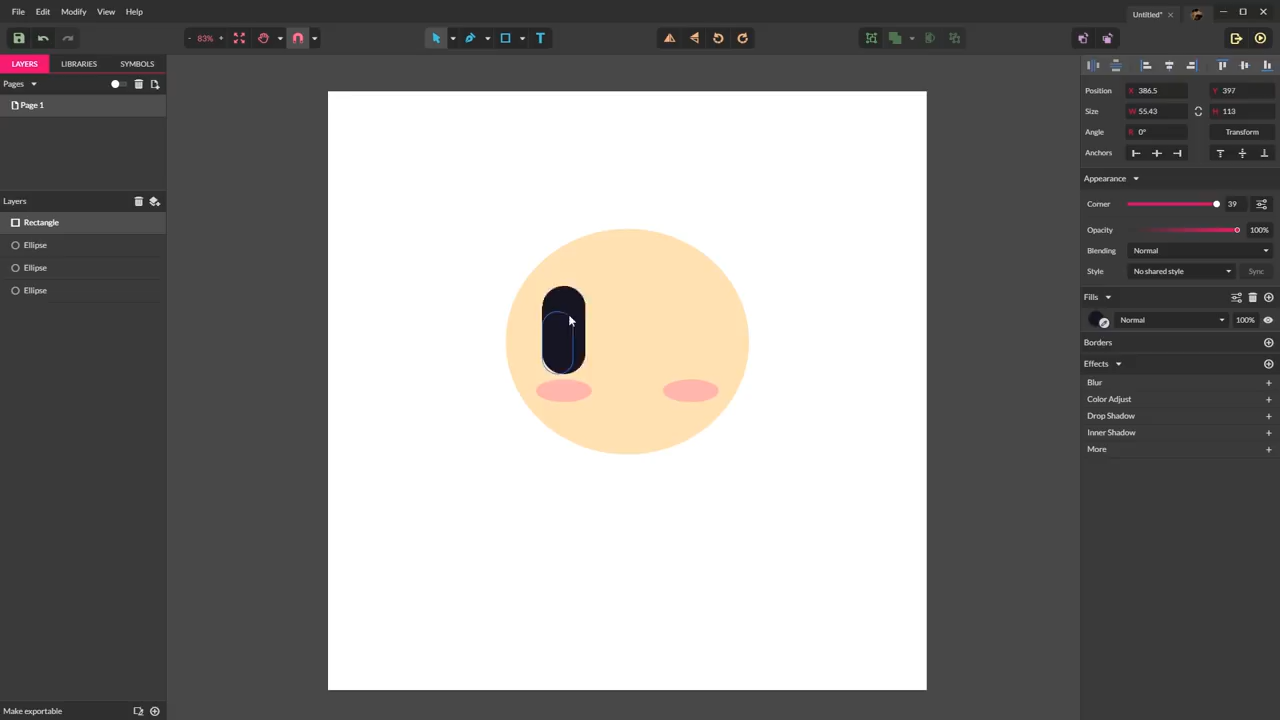 File Edit Modify View Help
Untitled*
- 83% +
T
LAYERS LIBRARIES SYMBOLS
Pages
Page 1
Layers
Rectangle
Ellipse
Ellipse
Ellipse
Make exportable
Position X 386.5 Y 397
Size W 55.43 H 113
Angle R 0° Transform
Anchors
Appearance
Corner 39
Opacity 100%
Blending Normal
Style No shared style Sync
Fills
Normal 100%
Borders
Effects
Blur +
Color Adjust +
Drop Shadow +
Inner Shadow +
More +